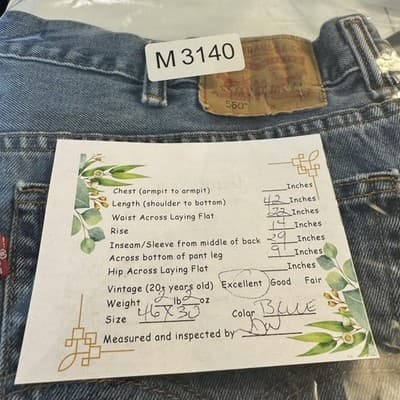 M 3140
560
Chest (armpit to armpit) Inches
Length (shoulder to bottom) 42 Inches
Waist Across Laying Flat 22 Inches
Rise 14 Inches
Inseam/Sleeve from middle of back 29 Inches
Across bottom of pant leg 9 Inches
Hip Across Laying Flat Inches
Vintage (20+ years old) Excellent Good Fair
Weight 2 lb 2 oz
Size 46X30 Color BLUE
Measured and inspected by DW